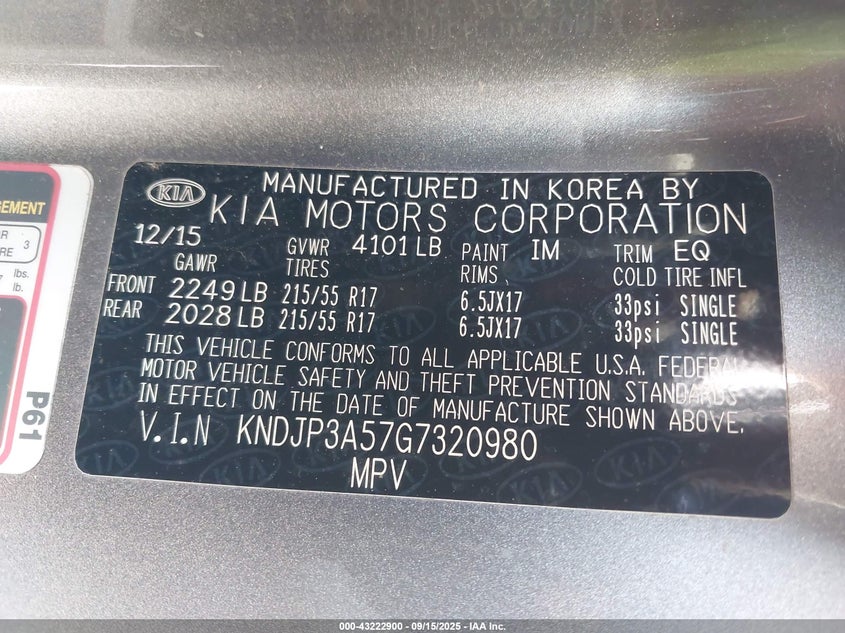 KIA
MANUFACTURED IN KOREA BY
KIA MOTORS CORPORATION
12/15 GVWR 4101 LB PAINT IM TRIM EQ
GAWR TIRES RIMS COLD TIRE INFL
FRONT 2249 LB 215/55 R17 6.5JX17 33psi SINGLE
REAR 2028 LB 215/55 R17 6.5JX17 33psi SINGLE
THIS VEHICLE CONFORMS TO ALL APPLICABLE U.S.A. FEDERAL
MOTOR VEHICLE SAFETY AND THEFT PREVENTION STANDARDS
IN EFFECT ON THE DATE OF MANUFACTURE SHOWN ABOVE.
V.I.N KNDJP3A57G7320980
MPV
3
lbs.
lb.
P61
000-43222900 - 09/15/2025 - IAA Inc.